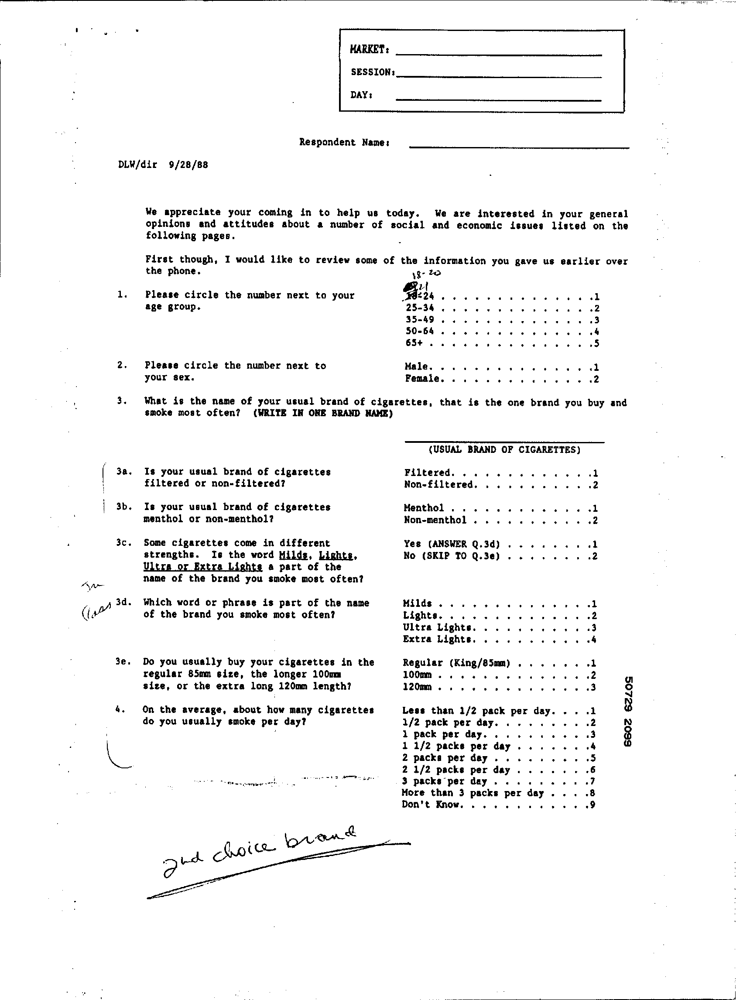 MARKET:
SESSION:
DAY:
Respondent Name:
DLW/dir 9/28/88
We appreciate your coming in to help us today. We are interested in your general
opinions and attitudes about a number of social and economic issues listed on the
following pages.
First though, I would like to review some of the information you gave us earlier over
the phone.
18-20
1. Please circle the number next to your age group.
21
18-24 . . . . . . . . . . . . . .1
25-34 . . . . . . . . . . . . . .2
35-49 . . . . . . . . . . . . . .3
50-64 . . . . . . . . . . . . . .4
65+ . . . . . . . . . . . . . . .5
2. Please circle the number next to your sex.
Male. . . . . . . . . . . . . . .1
Female. . . . . . . . . . . . . .2
3. What is the name of your usual brand of cigarettes, that is the one brand you buy and
smoke most often? (WRITE IN ONE BRAND NAME)
(USUAL BRAND OF CIGARETTES)
3a. Is your usual brand of cigarettes
filtered or non-filtered?
Filtered. . . . . . . . . . . . .1
Non-filtered. . . . . . . . . . .2
3b. Is your usual brand of cigarettes
menthol or non-menthol?
Menthol . . . . . . . . . . . . .1
Non-menthol . . . . . . . . . . .2
3c. Some cigarettes come in different
strengths. Is the word Milds, Lights,
Ultra or Extra Lights a part of the
name of the brand you smoke most often?
Yes (ANSWER Q.3d) . . . . . . . .1
No (SKIP TO Q.3e) . . . . . . . .2
3d. Which word or phrase is part of the name
of the brand you smoke most often?
Milds . . . . . . . . . . . . . .1
Lights. . . . . . . . . . . . . .2
Ultra Lights. . . . . . . . . . .3
Extra Lights. . . . . . . . . . .4
3e. Do you usually buy your cigarettes in the
regular 85mm size, the longer 100mm
size, or the extra long 120mm length?
Regular (King/85mm) . . . . . . .1
100mm . . . . . . . . . . . . . .2
120mm . . . . . . . . . . . . . .3
4. On the average, about how many cigarettes
do you usually smoke per day?
Less than 1/2 pack per day. . . .1
1/2 pack per day. . . . . . . . .2
1 pack per day. . . . . . . . . .3
1 1/2 packs per day . . . . . . .4
2 packs per day . . . . . . . . .5
2 1/2 packs per day . . . . . . .6
3 packs per day . . . . . . . . .7
More than 3 packs per day . . . .8
Don't Know. . . . . . . . . . . .9
50729 2099
2nd choice brand